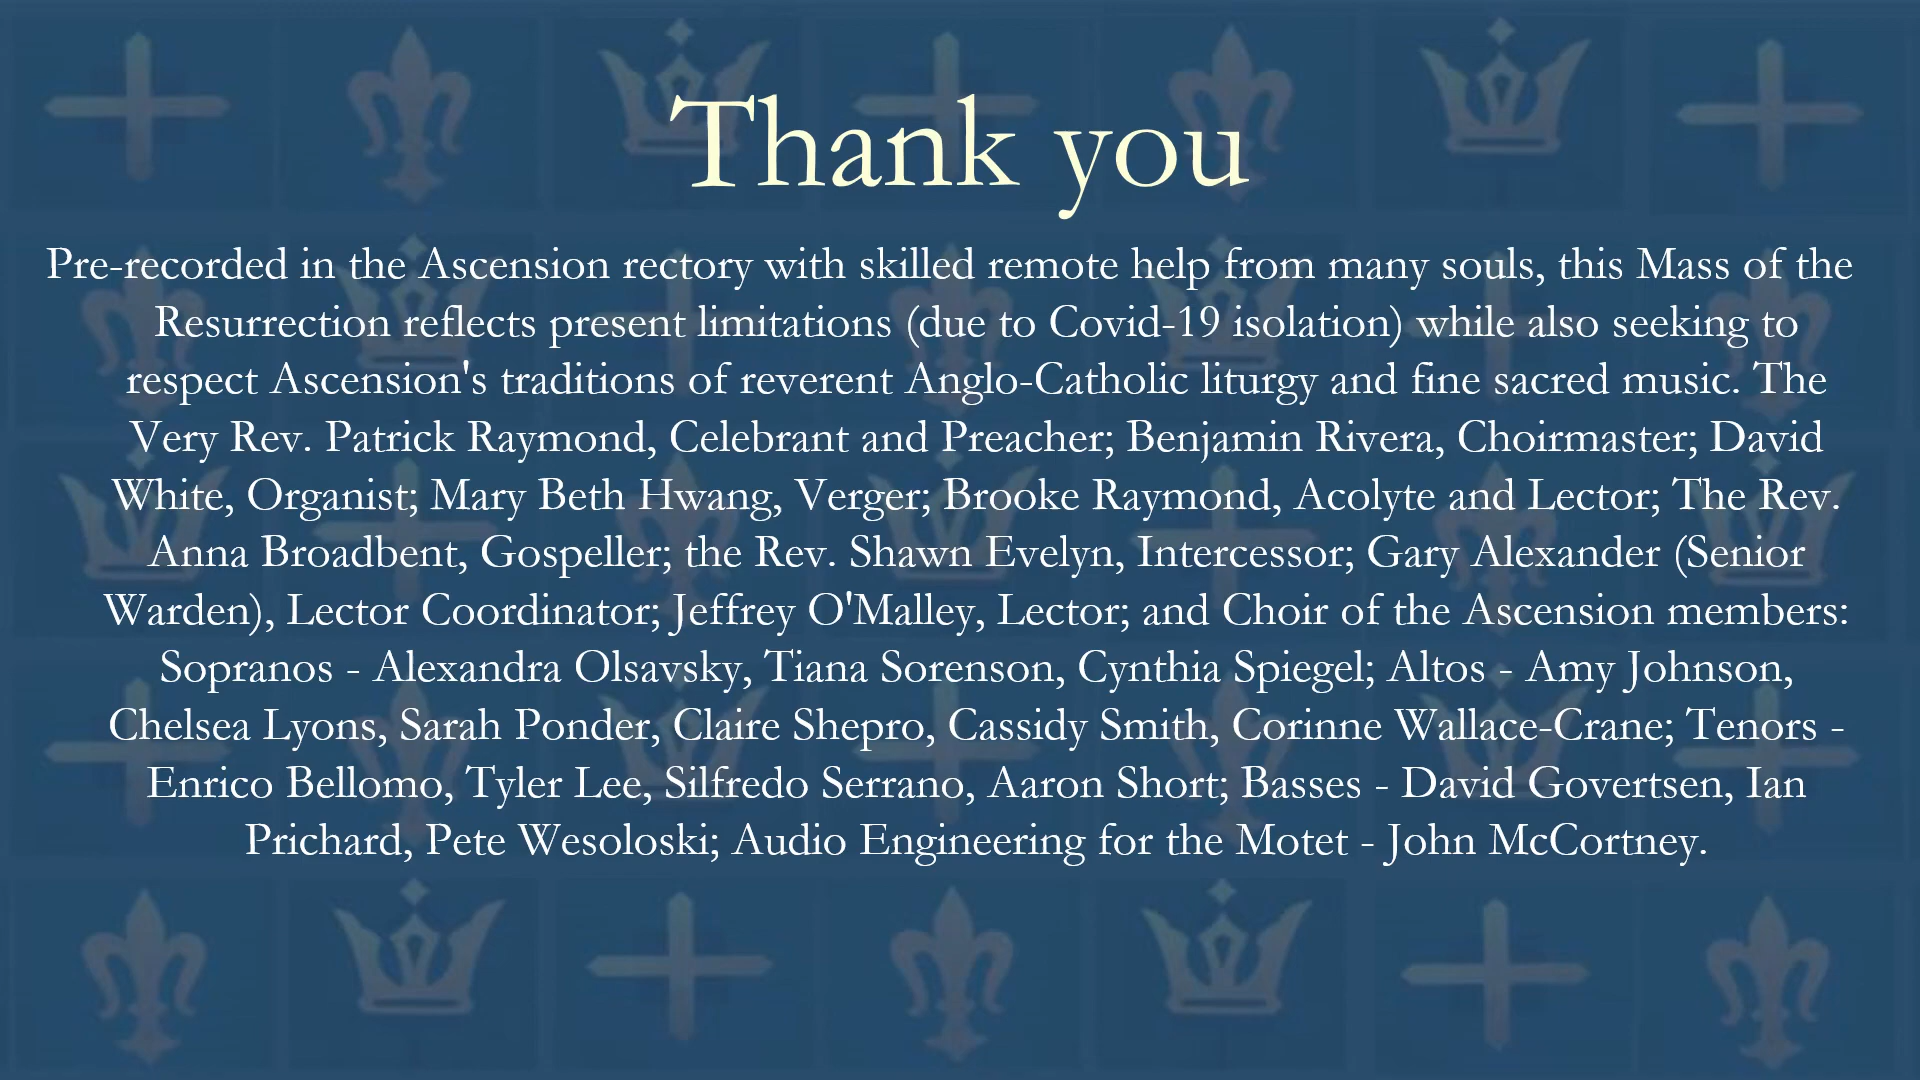 Thank you
Pre-recorded in the Ascension rectory with skilled remote help from many souls, this Mass of the
Resurrection reflects present limitations (due to Covid-19 isolation) while also seeking to
respect Ascension's traditions of reverent Anglo-Catholic liturgy and fine sacred music. The
Very Rev. Patrick Raymond, Celebrant and Preacher; Benjamin Rivera, Choirmaster; David
White, Organist; Mary Beth Hwang, Verger; Brooke Raymond, Acolyte and Lector; The Rev.
Anna Broadbent, Gospeller; the Rev. Shawn Evelyn, Intercessor; Gary Alexander (Senior
Warden), Lector Coordinator; Jeffrey O'Malley, Lector; and Choir of the Ascension members:
Sopranos - Alexandra Olsavsky, Tiana Sorenson, Cynthia Spiegel; Altos - Amy Johnson,
Chelsea Lyons, Sarah Ponder, Claire Shepro, Cassidy Smith, Corinne Wallace-Crane; Tenors -
Enrico Bellomo, Tyler Lee, Silfredo Serrano, Aaron Short; Basses - David Govertsen, Ian
Prichard, Pete Wesoloski; Audio Engineering for the Motet - John McCortney.